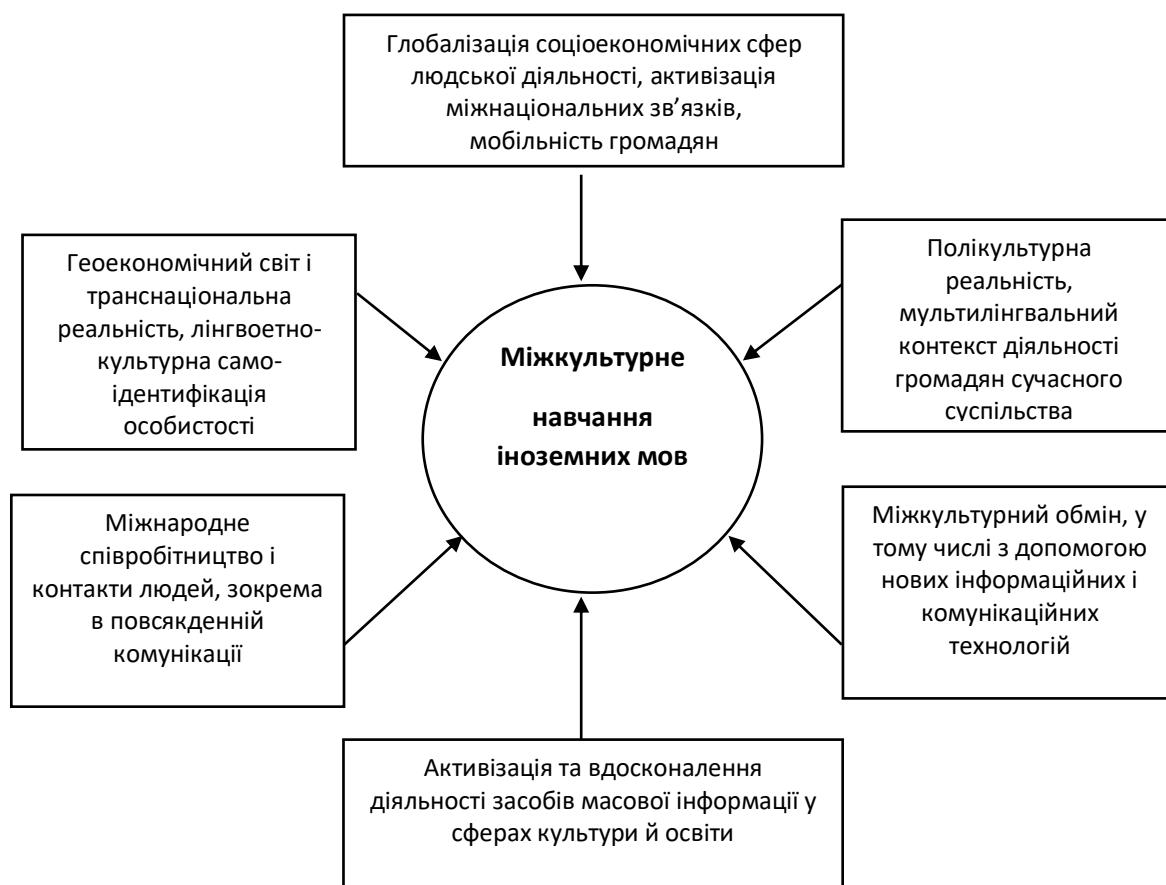 Глобалізація соціоекономічних сфер
людської діяльності, активізація
міжнаціональних зв’язків,
мобільність громадян
Геоекономічний світ і
транснаціональна
реальність, лінгвоетно-
культурна само-
ідентифікація
особистості
Полікультурна
реальність,
мультилінгвальний
контекст діяльності
громадян сучасного
суспільства
Міжкультурне
навчання
іноземних мов
Міжнародне
співробітництво і
контакти людей, зокрема
в повсякденній
комунікації
Міжкультурний обмін, у
тому числі з допомогою
нових інформаційних і
комунікаційних
технологій
Активізація та вдосконалення
діяльності засобів масової інформації у
сферах культури й освіти